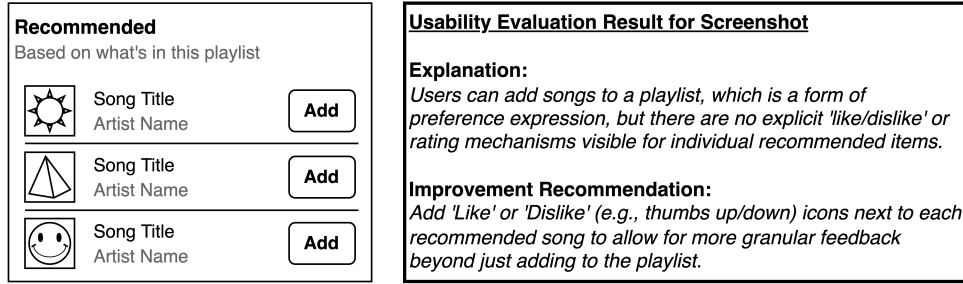 Recommended
Based on what's in this playlist
Song Title
Artist Name
Add
Song Title
Artist Name
Add
Song Title
Artist Name
Add
Usability Evaluation Result for Screenshot
Explanation:
Users can add songs to a playlist, which is a form of
preference expression, but there are no explicit 'like/dislike' or
rating mechanisms visible for individual recommended items.
Improvement Recommendation:
Add 'Like' or 'Dislike' (e.g., thumbs up/down) icons next to each
recommended song to allow for more granular feedback
beyond just adding to the playlist.